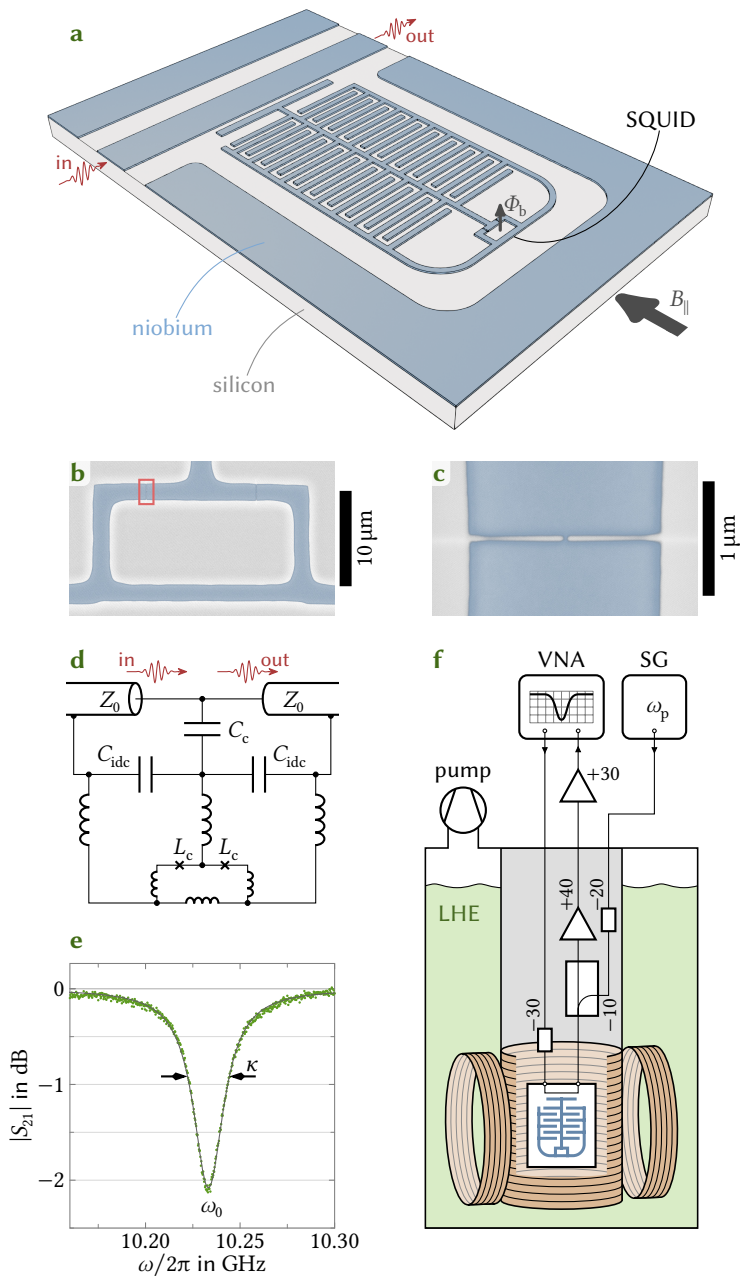 a
out
SQUID
in
Φb
B∥
niobium
silicon
b
10 µm
c
1 µm
d
in
out
Z0
Z0
Cc
Cidc
Cidc
Lc
Lc
e
0
−1
−2
|S21| in dB
κ
ω0
10.20
10.25
10.30
ω/2π in GHz
f
VNA
SG
ωp
+30
pump
LHE
+40
−20
−10
−30